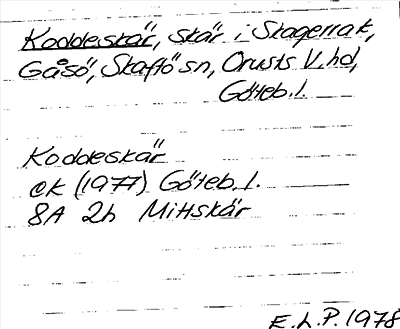 Koddeskär, skär i Skagerrak,
Gåsö, Skaftö sn, Orusts V. hd,
Göteb. l.
Koddeskär
ek (1977) Göteb. l.
8A 2h Mittskär
E. L. P. 1978